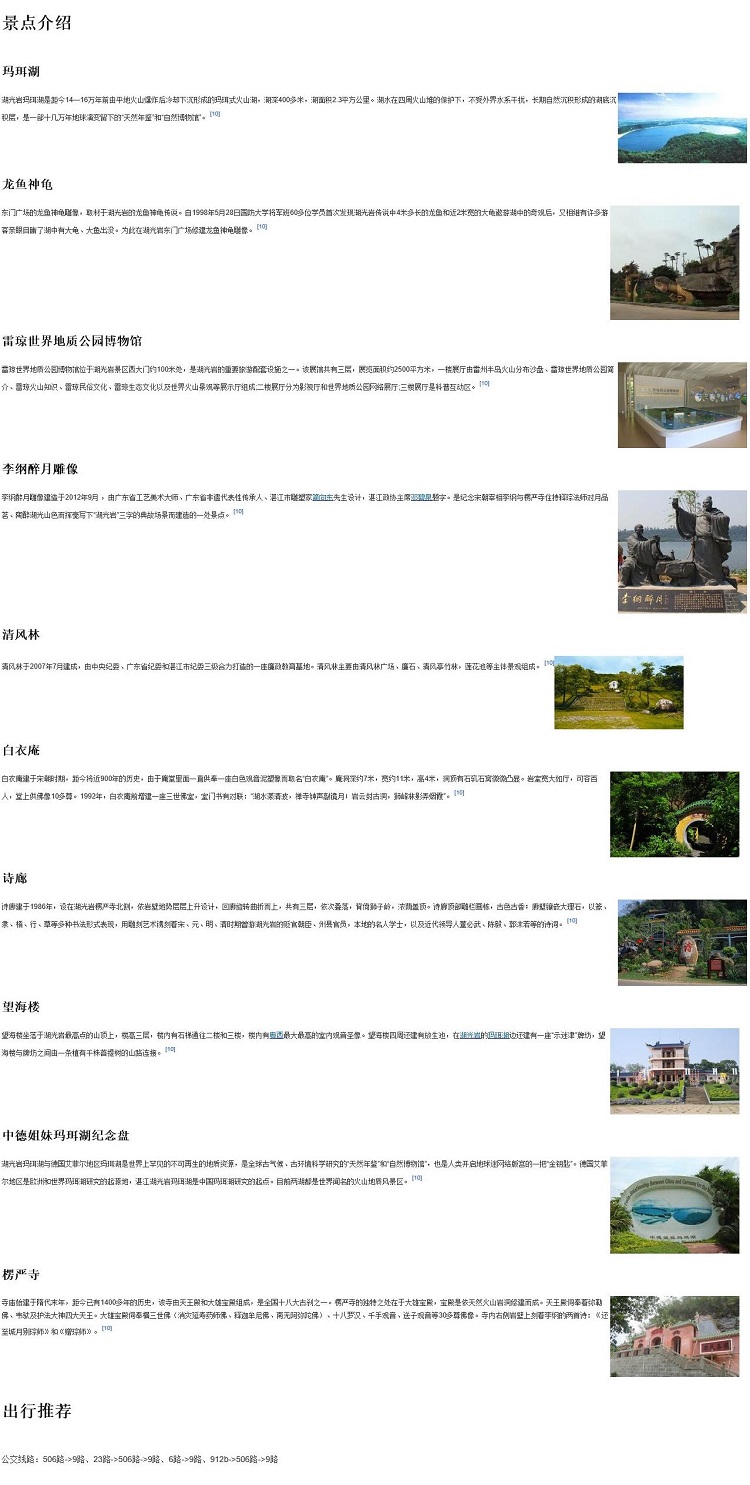 景点介绍
玛珥湖
湖光岩玛珥湖是距今14—16万年前由平地火山爆炸后冷却下沉形成的玛珥式火山湖，湖深400多米，湖面积2.3平方公里。湖水在四周火山堆的保护下，不受外界水系干扰，长期自然沉积形成的湖底沉
积层，是一部十几万年地球演变留下的“天然年鉴”和“自然博物馆”。 [10]
龙鱼神龟
东门广场的龙鱼神龟雕像，取材于湖光岩的龙鱼神龟传说。自1998年5月28日国防大学将军班60多位学员首次发现湖光岩传说中4米多长的龙鱼和近2米宽的大龟遨游湖中的奇观后，又相继有许多游
客亲眼目睹了湖中有大龟、大鱼出没。为此在湖光岩东门广场修建龙鱼神龟雕像。 [10]
雷琼世界地质公园博物馆
雷琼世界地质公园博物馆位于湖光岩景区西大门约100米处，是湖光岩的重要旅游配套设施之一。该展馆共有三层，展览面积约2500平方米，一楼展厅由雷州半岛火山分布沙盘、雷琼世界地质公园简
介、雷琼火山知识、雷琼民俗文化、雷琼生态文化以及世界火山景观等展示厅组成;二楼展厅分为影视厅和世界地质公园网络展厅;三楼展厅是科普互动区。 [10]
李纲醉月雕像
李纲醉月雕像建造于2012年9月 ，由广东省工艺美术大师、广东省非遗代表性传承人、湛江市雕塑家簡向东先生设计，湛江政协主席邓碧泉题字。是纪念宋朝宰相李纲与楞严寺住持琮师法师对月品
茗、陶醉湖光山色而挥毫写下“湖光岩”三字的典故场景而建造的一处景点。 [10]
清风林
清风林于2007年7月建成，由中央纪委、广东省纪委和湛江市纪委三级合力打造的一座廉政教育基地。清风林主要由清风林广场、廉石、清风亭竹林，莲花池等主体景观组成。 [10]
白衣庵
白衣庵建于宋朝时期，距今将近900年的历史，由于庵堂里面一直供奉一座白色观音泥塑像而取名“白衣庵”。庵洞深约7米，宽约11米，高4米，洞顶有石矶石窝微微凸显。岩室宽大如厅，可容百
人，堂上供佛像10多尊。1992年，白衣庵前增建一座三世佛堂，堂门书有对联：“湖水漾清波，禅寺钟声敲镜月；岩云封古洞，狮峰林影弄烟霞”。 [10]
诗廊
诗廊建于1986年，设在湖光岩楞严寺北侧，依岩壁地势层层上升设计，回廊旋转曲折而上，共有三层，依次叠落，背倚狮子岭，浓荫盖顶。诗廊顶部雕栏画栋，古色古香；廊壁镶嵌大理石，以篆、
隶、楷、行、草等多种书法形式表现，用雕刻艺术镌刻着宋、元、明、清时期曾游湖光岩的贬官朝臣、州县官员，本地的名人学士，以及近代领导人董必武、陈毅、郭沫若等的诗词。 [10]
望海楼
望海楼坐落于湖光岩最高点的山顶上，楼高三层，楼内有石梯通往二楼和三楼，楼内有粤西最大最高的室内观音圣像。望海楼四周还建有放生池，在湖光岩的玛珥湖边还建有一座“示迷津”牌坊，望
海楼与牌坊之间由一条植有千株菩提树的山路连接。 [10]
中德姐妹玛珥湖纪念盘
湖光岩玛珥湖与德国艾菲尔地区玛珥湖是世界上罕见的不可再生的地质资源，是全球古气候、古环境科学研究的“天然年鉴”和“自然博物馆”，也是人类开启地球迷网络朝宫的一把“金钥匙”。德国艾菲
尔地区是欧洲和世界玛珥湖研究的起源地，湛江湖光岩玛珥湖是中国玛珥湖研究的起点。目前两湖都是世界闻名的火山地质风景区。 [10]
楞严寺
寺庙始建于隋代末年，距今已有1400多年的历史，该寺由天王殿和大雄宝殿组成，是全国十八大古刹之一。楞严寺的独特之处在于大雄宝殿，宝殿是依天然火山岩洞修建而成。天王殿伺奉着弥勒
佛、韦驮及护法大神四大天王。大雄宝殿伺奉横三世佛（消灾延寿药师佛、释迦牟尼佛、南无阿弥陀佛）、十八罗汉、千手观音、送子观音等30多尊佛像。寺内右侧岩壁上刻着李纲的两首诗：《还
至城月别琮师》和《赠琮师》。 [10]
出行推荐
公交线路：506路->9路、23路->506路->9路、6路->9路、912b->506路->9路